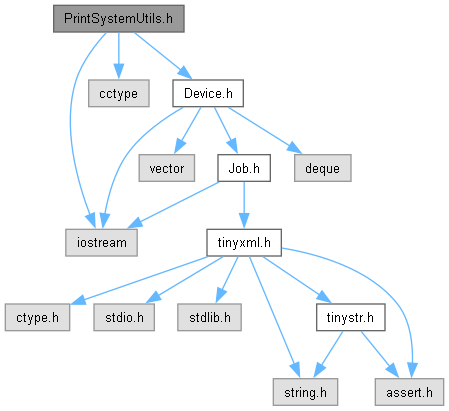 PrintSystemUtils.h
cctype
Device.h
vector
Job.h
deque
iostream
tinyxml.h
ctype.h
stdio.h
stdlib.h
tinystr.h
string.h
assert.h